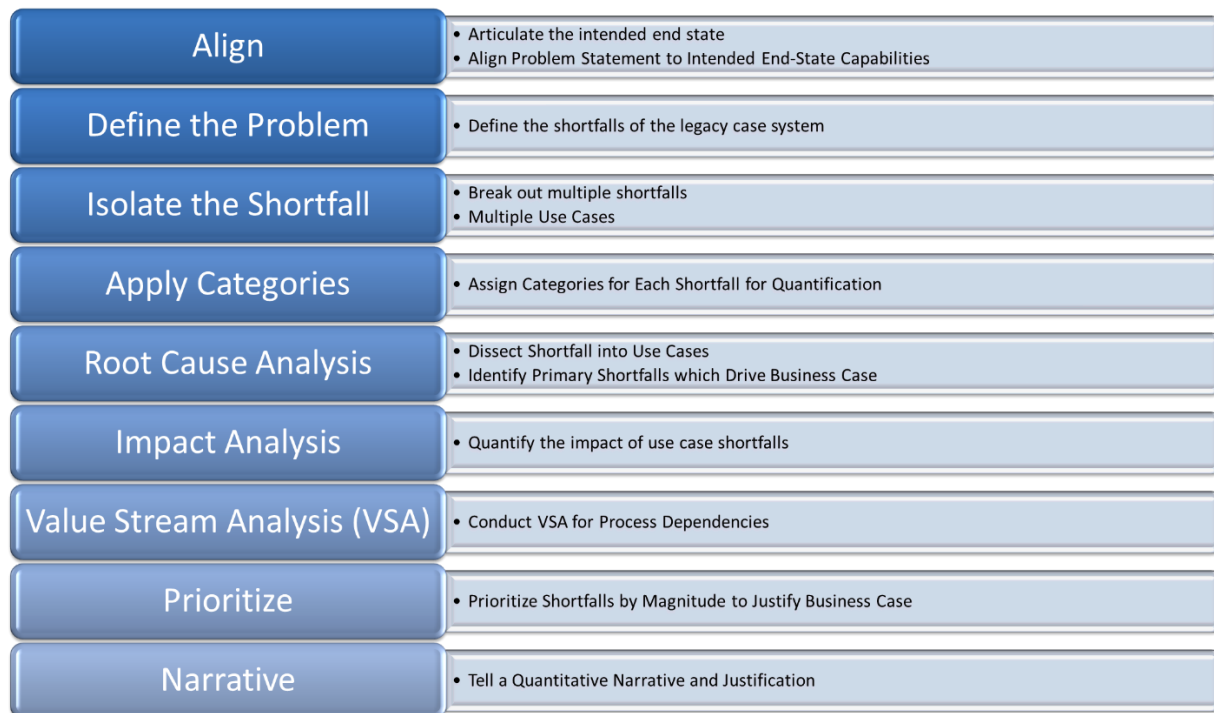 Align
• Articulate the intended end state
• Align Problem Statement to Intended End-State Capabilities
Define the Problem
• Define the shortfalls of the legacy case system
Isolate the Shortfall
• Break out multiple shortfalls
• Multiple Use Cases
Apply Categories
• Assign Categories for Each Shortfall for Quantification
Root Cause Analysis
• Dissect Shortfall into Use Cases
• Identify Primary Shortfalls which Drive Business Case
Impact Analysis
• Quantify the impact of use case shortfalls
Value Stream Analysis (VSA)
• Conduct VSA for Process Dependencies
Prioritize
• Prioritize Shortfalls by Magnitude to Justify Business Case
Narrative
• Tell a Quantitative Narrative and Justification